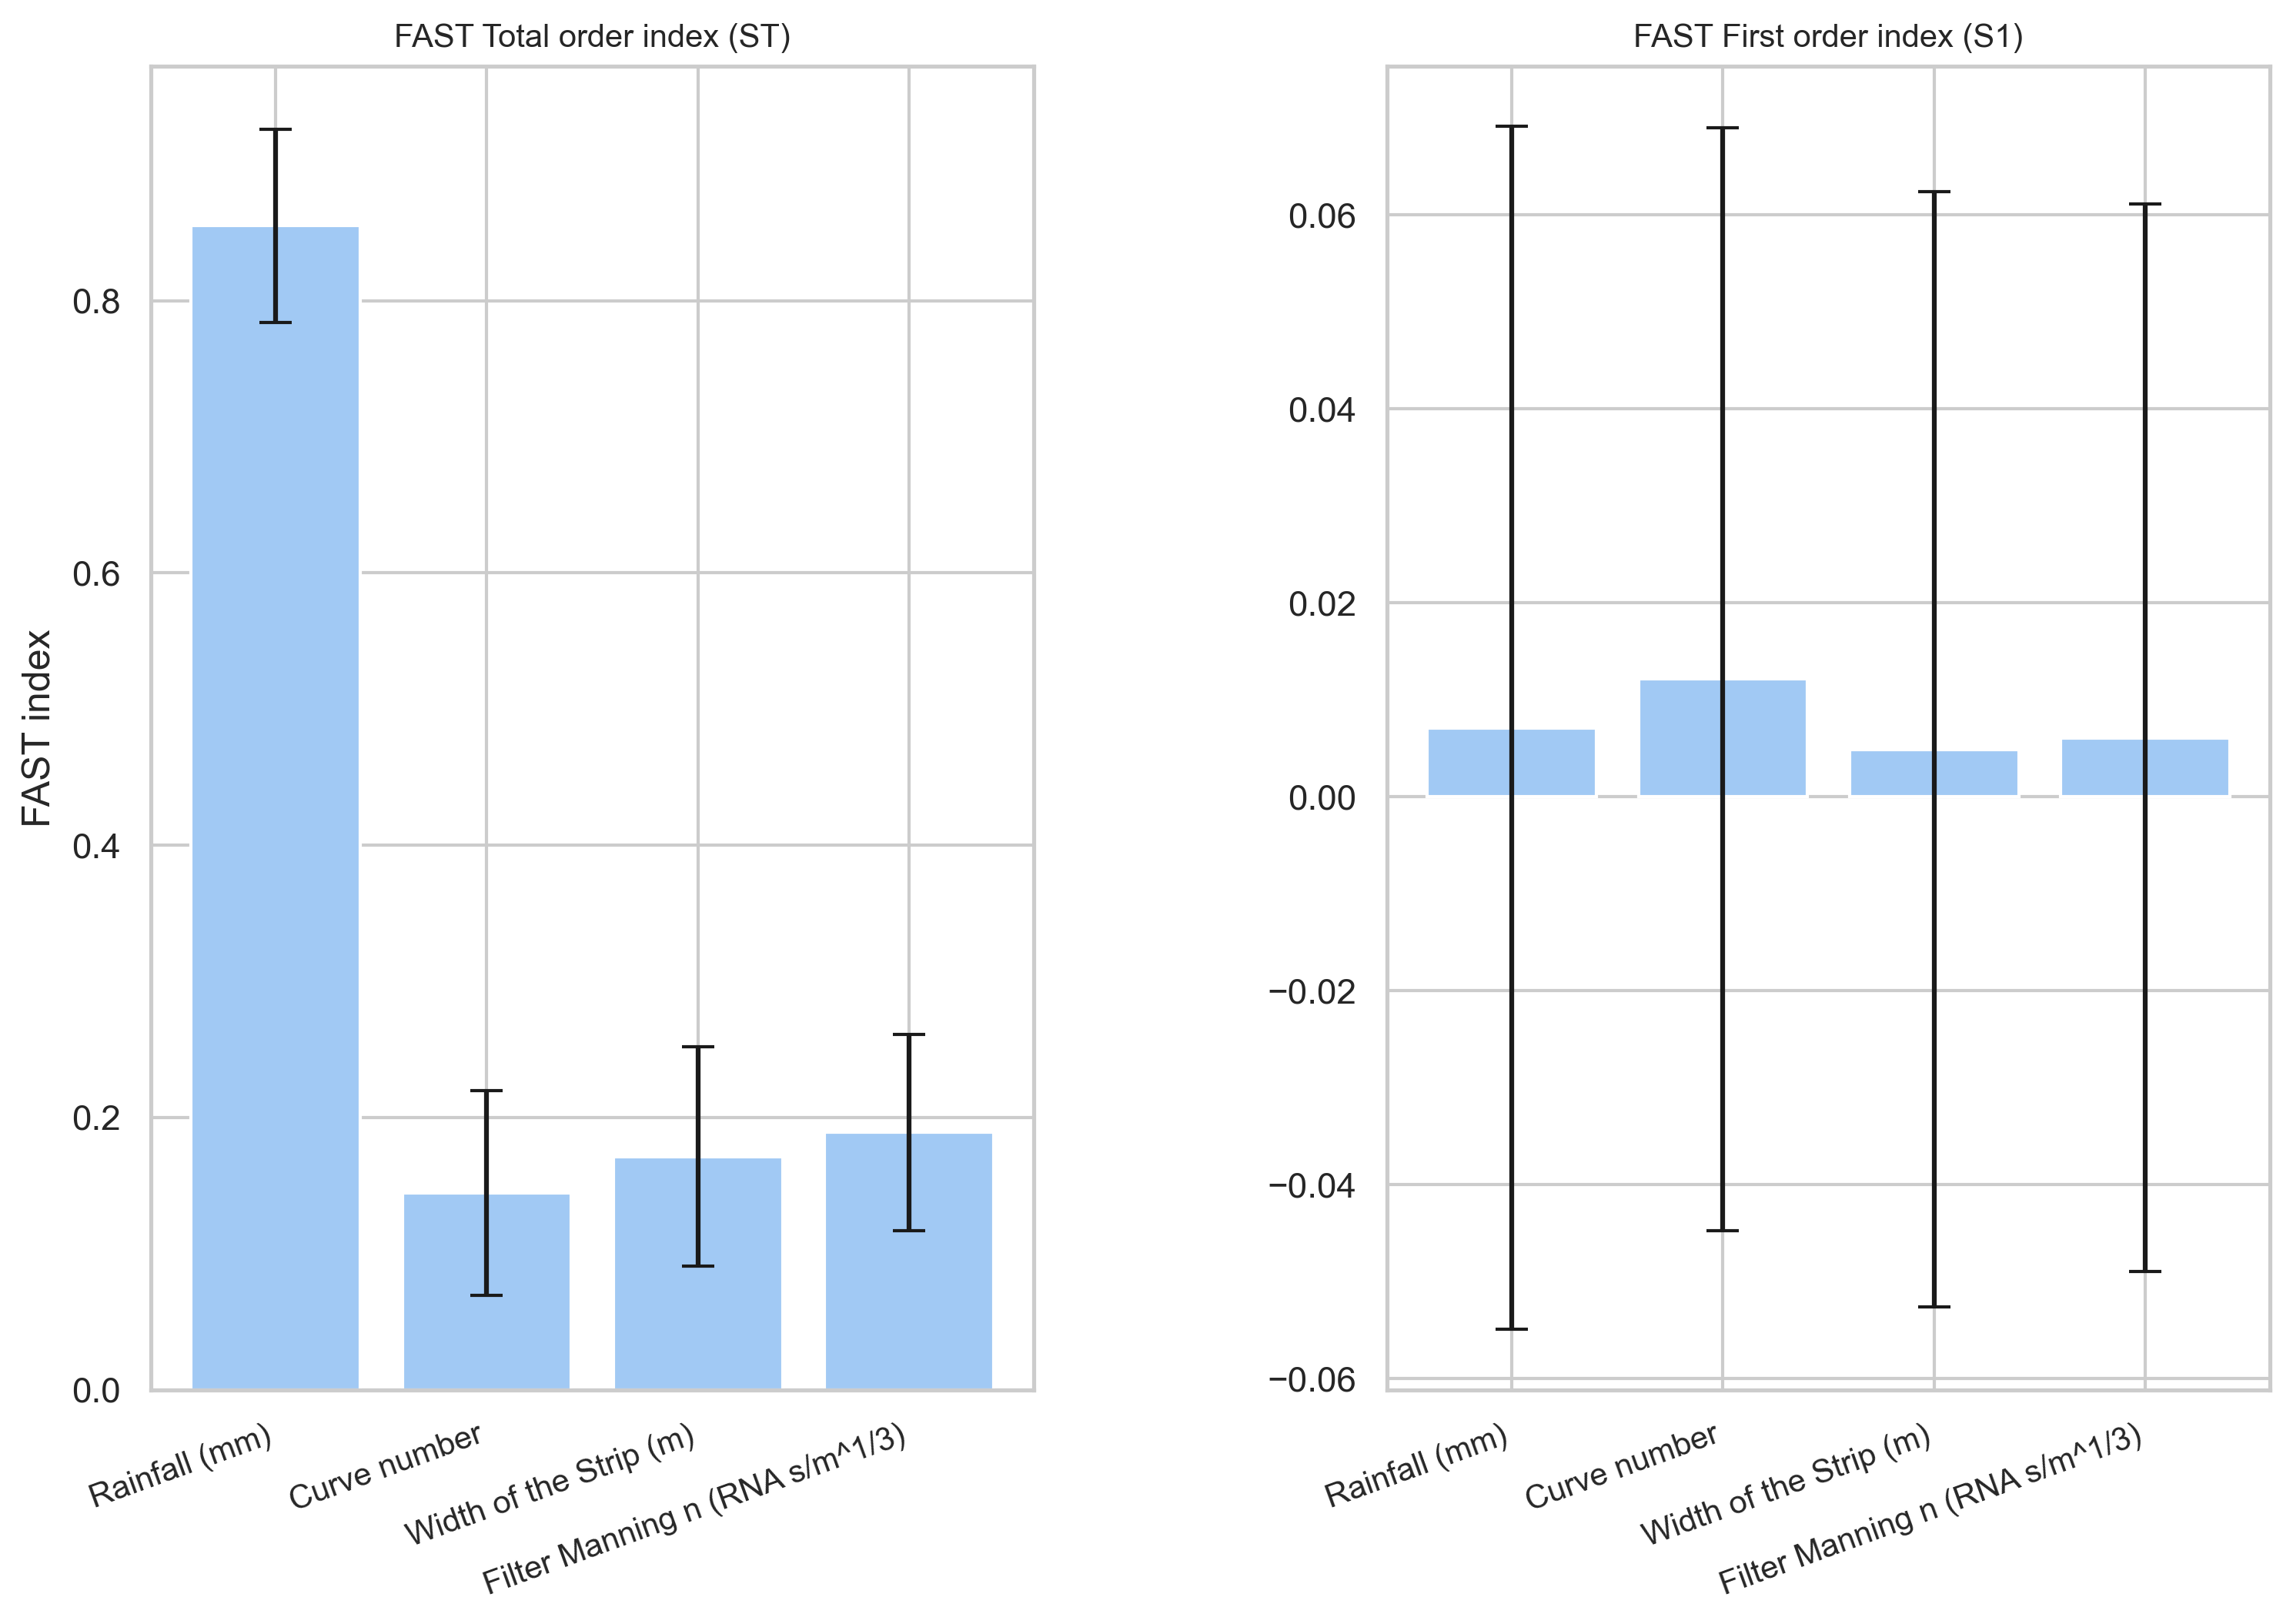 FAST Total order index (ST)
FAST index
0.8
0.6
0.4
0.2
0.0
Rainfall (mm)
Curve number
Width of the Strip (m)
Filter Manning n (RNA s/m^1/3)
FAST First order index (S1)
0.06
0.04
0.02
0.00
−0.02
−0.04
−0.06
Rainfall (mm)
Curve number
Width of the Strip (m)
Filter Manning n (RNA s/m^1/3)